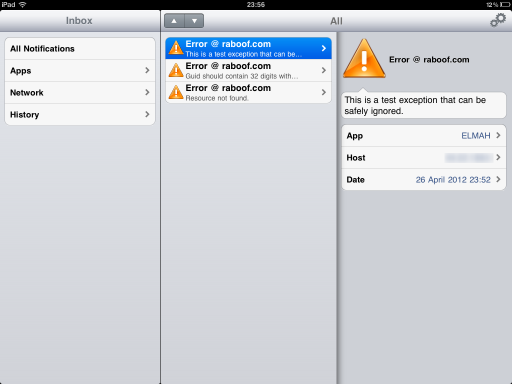 iPad
23:56
12%
Inbox
All
All Notifications
Apps
Network
History
Error @ raboof.com
This is a test exception that can be...
Error @ raboof.com
Guid should contain 32 digits with...
Error @ raboof.com
Resource not found.
Error @ raboof.com
This is a test exception that can be
safely ignored.
App ELMAH
Host
Date 26 April 2012 23:52